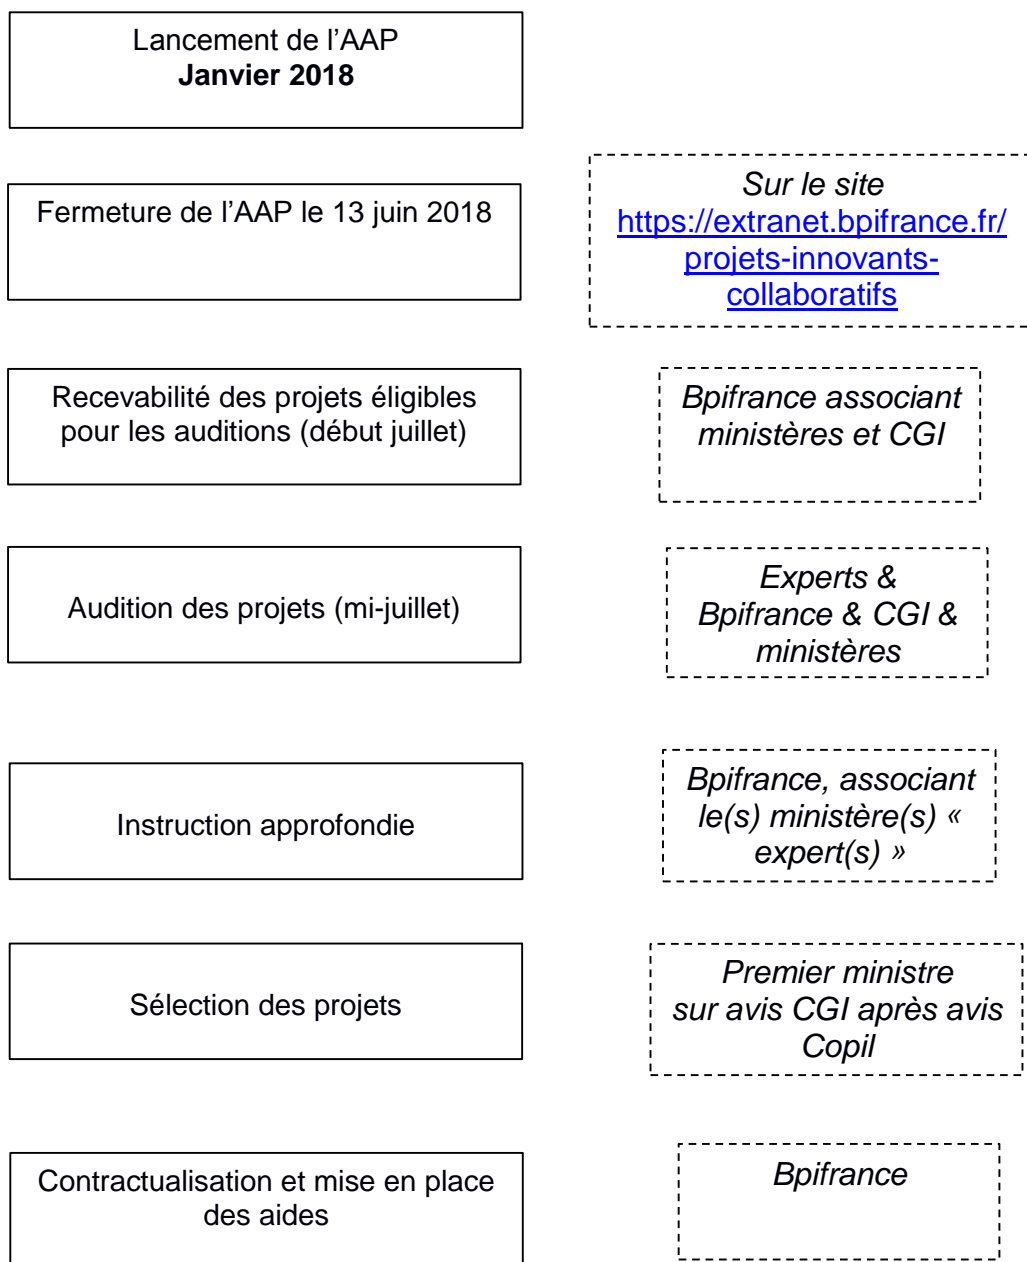 Lancement de l’AAP
Janvier 2018
Fermeture de l’AAP le 13 juin 2018
Sur le site
https://extranet.bpifrance.fr/
projets-innovants-
collaboratifs
Recevabilité des projets éligibles
pour les auditions (début juillet)
Bpifrance associant
ministères et CGI
Audition des projets (mi-juillet)
Experts &
Bpifrance & CGI &
ministères
Instruction approfondie
Bpifrance, associant
le(s) ministère(s) «
expert(s) »
Sélection des projets
Premier ministre
sur avis CGI après avis
Copil
Contractualisation et mise en place
des aides
Bpifrance